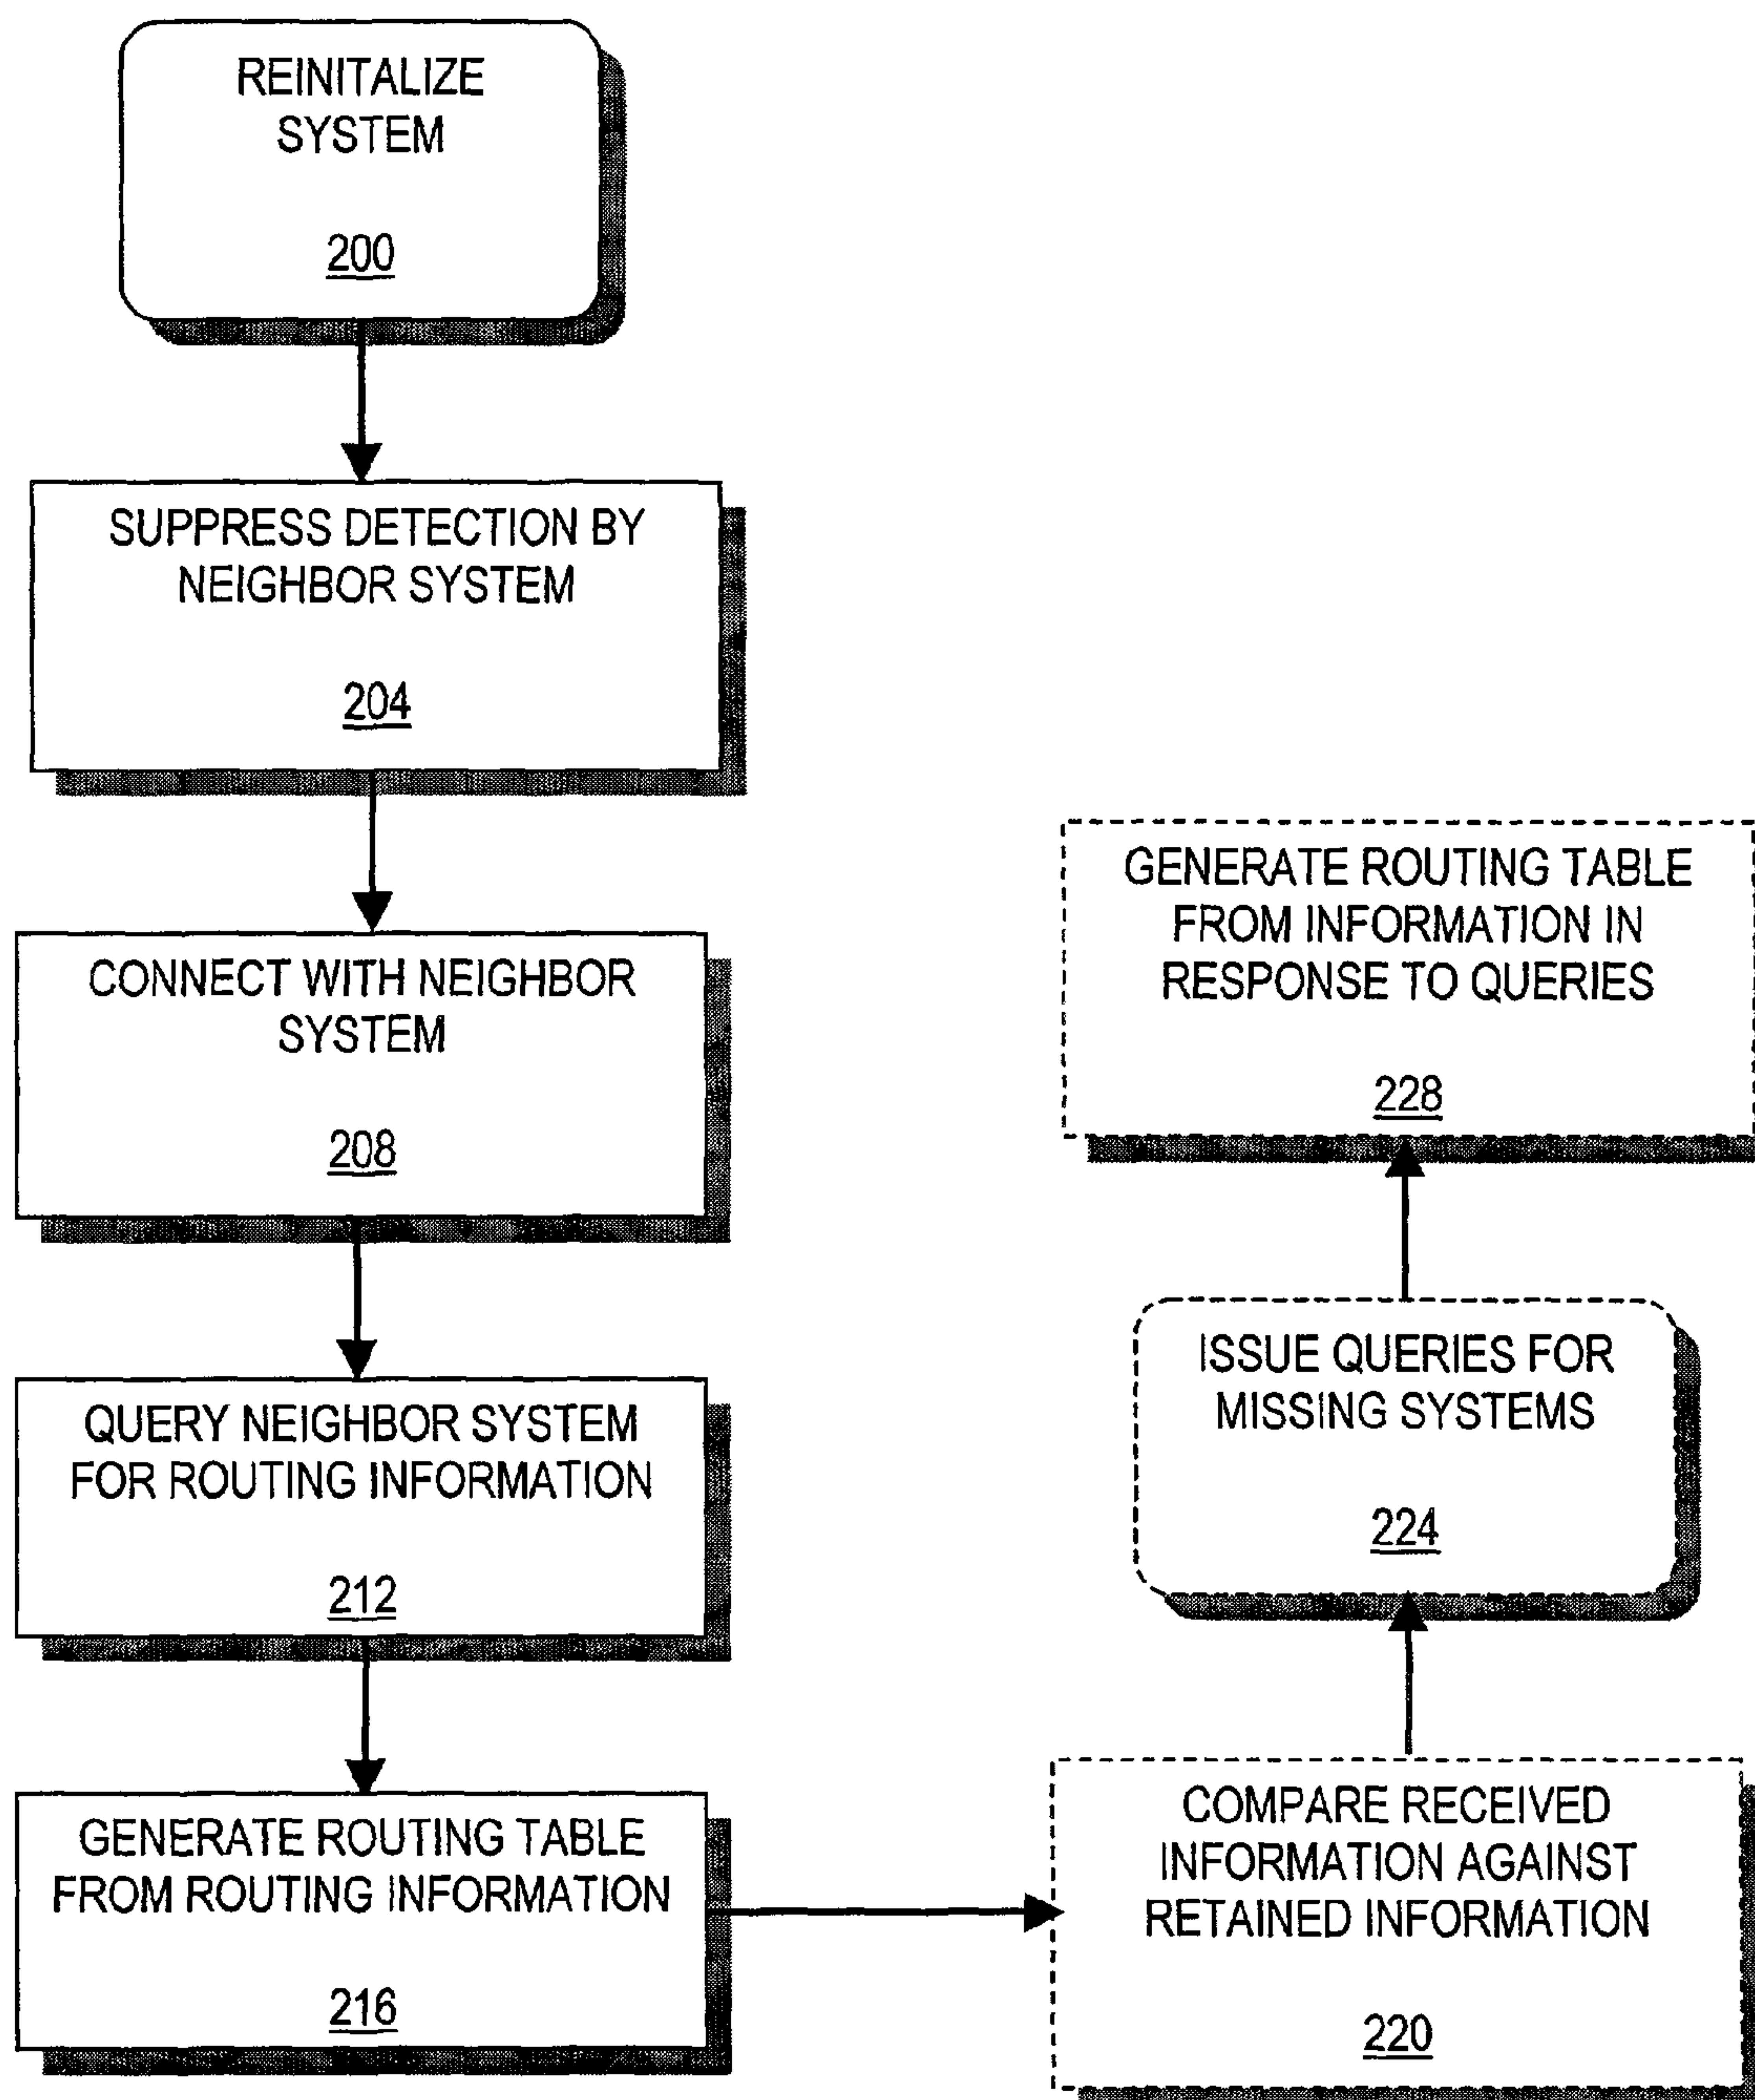 REINITALIZE
SYSTEM
200
SUPPRESS DETECTION BY
NEIGHBOR SYSTEM
204
CONNECT WITH NEIGHBOR
SYSTEM
208
QUERY NEIGHBOR SYSTEM
FOR ROUTING INFORMATION
212
GENERATE ROUTING TABLE
FROM ROUTING INFORMATION
216
COMPARE RECEIVED
INFORMATION AGAINST
RETAINED INFORMATION
220
ISSUE QUERIES FOR
MISSING SYSTEMS
224
GENERATE ROUTING TABLE
FROM INFORMATION IN
RESPONSE TO QUERIES
228